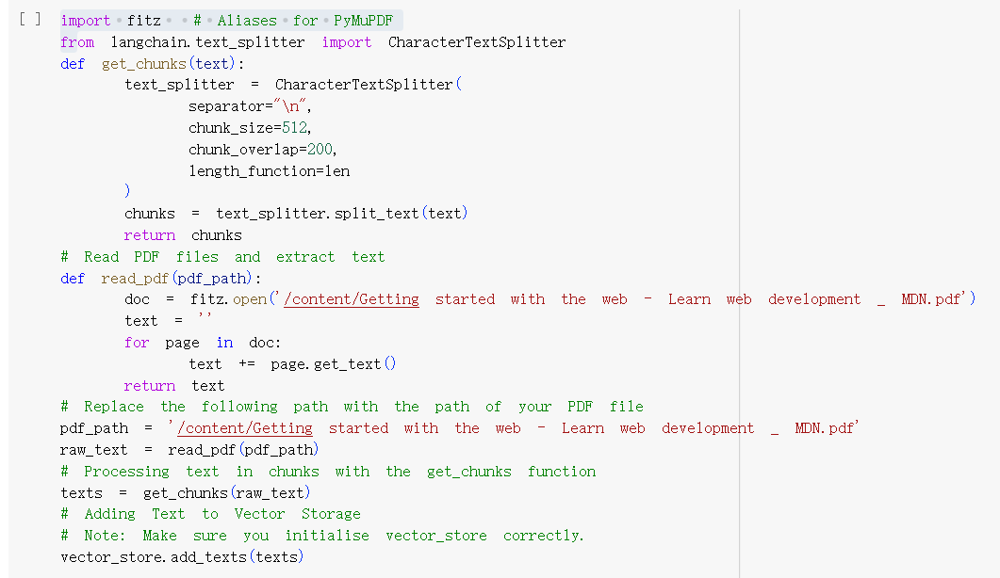 [ ] import fitz # Aliases for PyMuPDF
from langchain.text_splitter import CharacterTextSplitter
def get_chunks(text):
text_splitter = CharacterTextSplitter(
separator="\n",
chunk_size=512,
chunk_overlap=200,
length_function=len
)
chunks = text_splitter.split_text(text)
return chunks
# Read PDF files and extract text
def read_pdf(pdf_path):
doc = fitz.open('/content/Getting started with the web - Learn web development _ MDN.pdf')
text = ''
for page in doc:
text += page.get_text()
return text
# Replace the following path with the path of your PDF file
pdf_path = '/content/Getting started with the web - Learn web development _ MDN.pdf'
raw_text = read_pdf(pdf_path)
# Processing text in chunks with the get_chunks function
texts = get_chunks(raw_text)
# Adding Text to Vector Storage
# Note: Make sure you initialise vector_store correctly.
vector_store.add_texts(texts)